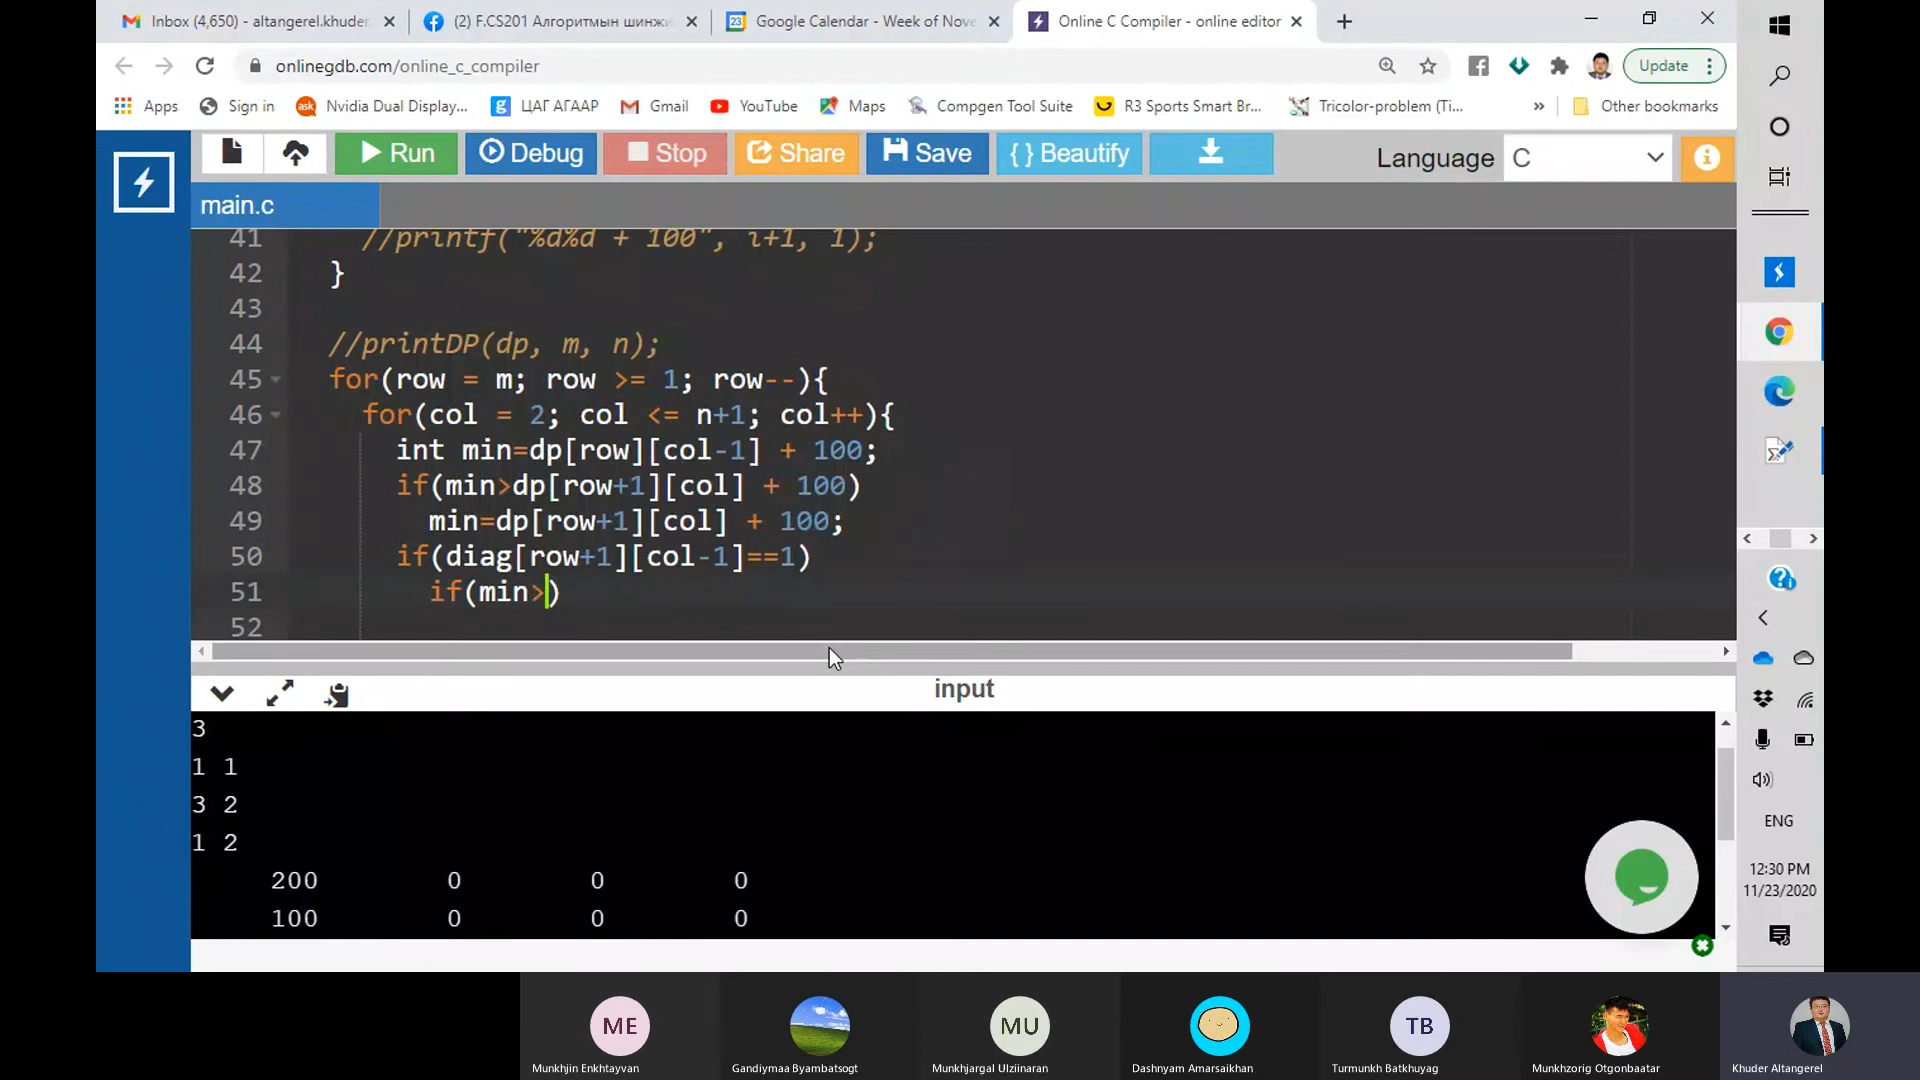 Inbox (4,650) - altangerel.khuder
(2) F.CS201 Алгоритмын шинжи
23
Google Calendar - Week of Nove
Online C Compiler - online editor
onlinegdb.com/online_c_compiler
Update
Apps
Sign in
ask
Nvidia Dual Display...
ЦАГ АГААР
Gmail
YouTube
Maps
Compgen Tool Suite
R3 Sports Smart Br...
Tricolor-problem (Ti...
»
Other bookmarks
Run
Debug
Stop
Share
Save
{ } Beautify
Language
C
main.c
41 //printf("%d%d + 100", i+1, 1);
42 }
43
44 //printDP(dp, m, n);
45 for(row = m; row >= 1; row--){
46 for(col = 2; col <= n+1; col++){
47 int min=dp[row][col-1] + 100;
48 if(min>dp[row+1][col] + 100)
49 min=dp[row+1][col] + 100;
50 if(diag[row+1][col-1]==1)
51 if(min>)
52
input
3
1 1
3 2
1 2
200 0 0 0
100 0 0 0
ENG
12:30 PM
11/23/2020
ME
MU
TB
Munkhjin Enkhtayvan
Gandiymaa Byambatsogt
Munkhjargal Ulziinaran
Dashnyam Amarsaikhan
Turmunkh Batkhuyag
Munkhzorig Otgonbaatar
Khuder Altangerel